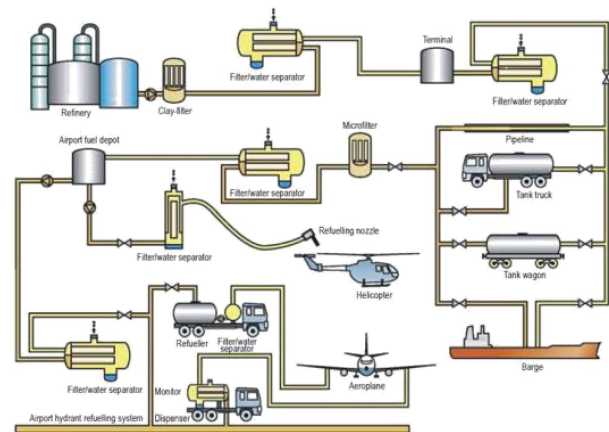 Terminal
Filter/water separator
Filter/water separator
Refinery
Clay-filter
Airport fuel depot
Microfilter
Pipeline
Filter/water separator
Tank truck
Refuelling nozzle
Filter/water separator
Helicopter
Tank wagon
Refueller
Filter/water
separator
Barge
Filter/water separator
Monitor
Aeroplane
Airport hydrant refuelling system
Dispenser